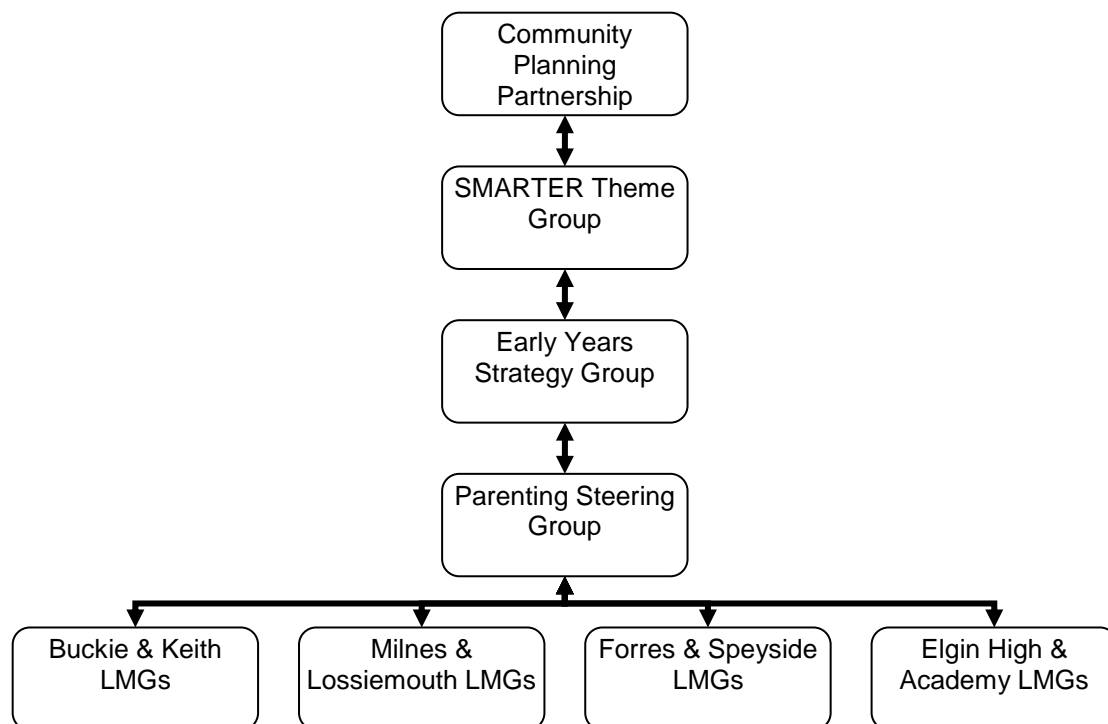 Community
Planning
Partnership
SMARTER Theme
Group
Early Years
Strategy Group
Parenting Steering
Group
Buckie & Keith
LMGs
Milnes &
Lossiemouth LMGs
Forres & Speyside
LMGs
Elgin High &
Academy LMGs